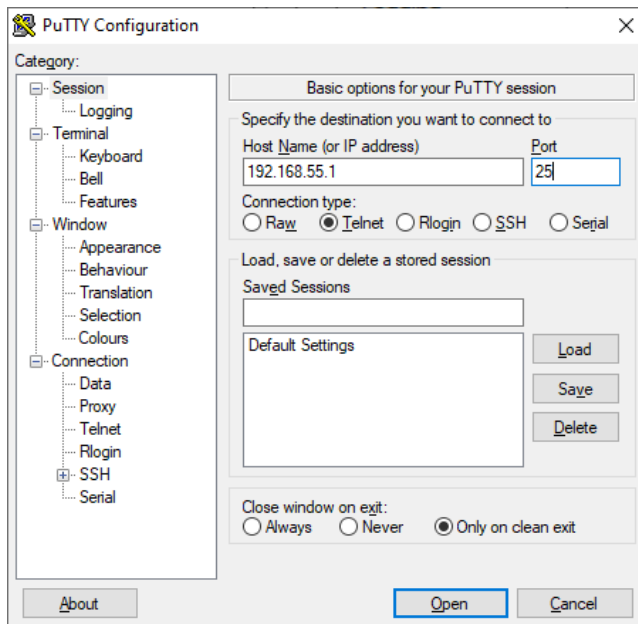 PuTTY Configuration
Category:
Session
Logging
Terminal
Keyboard
Bell
Features
Window
Appearance
Behaviour
Translation
Selection
Colours
Connection
Data
Proxy
Telnet
Rlogin
SSH
Serial
Basic options for your PuTTY session
Specify the destination you want to connect to
Host Name (or IP address) Port
192.168.55.1 25
Connection type:
Raw Telnet Rlogin SSH Serial
Load, save or delete a stored session
Saved Sessions
Default Settings
Load
Save
Delete
Close window on exit:
Always Never Only on clean exit
About Open Cancel